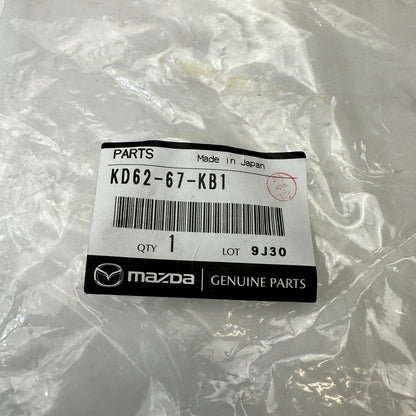 PARTS Made in Japan
KD62-67-KB1
QTY 1 LOT 9J30
mazda GENUINE PARTS